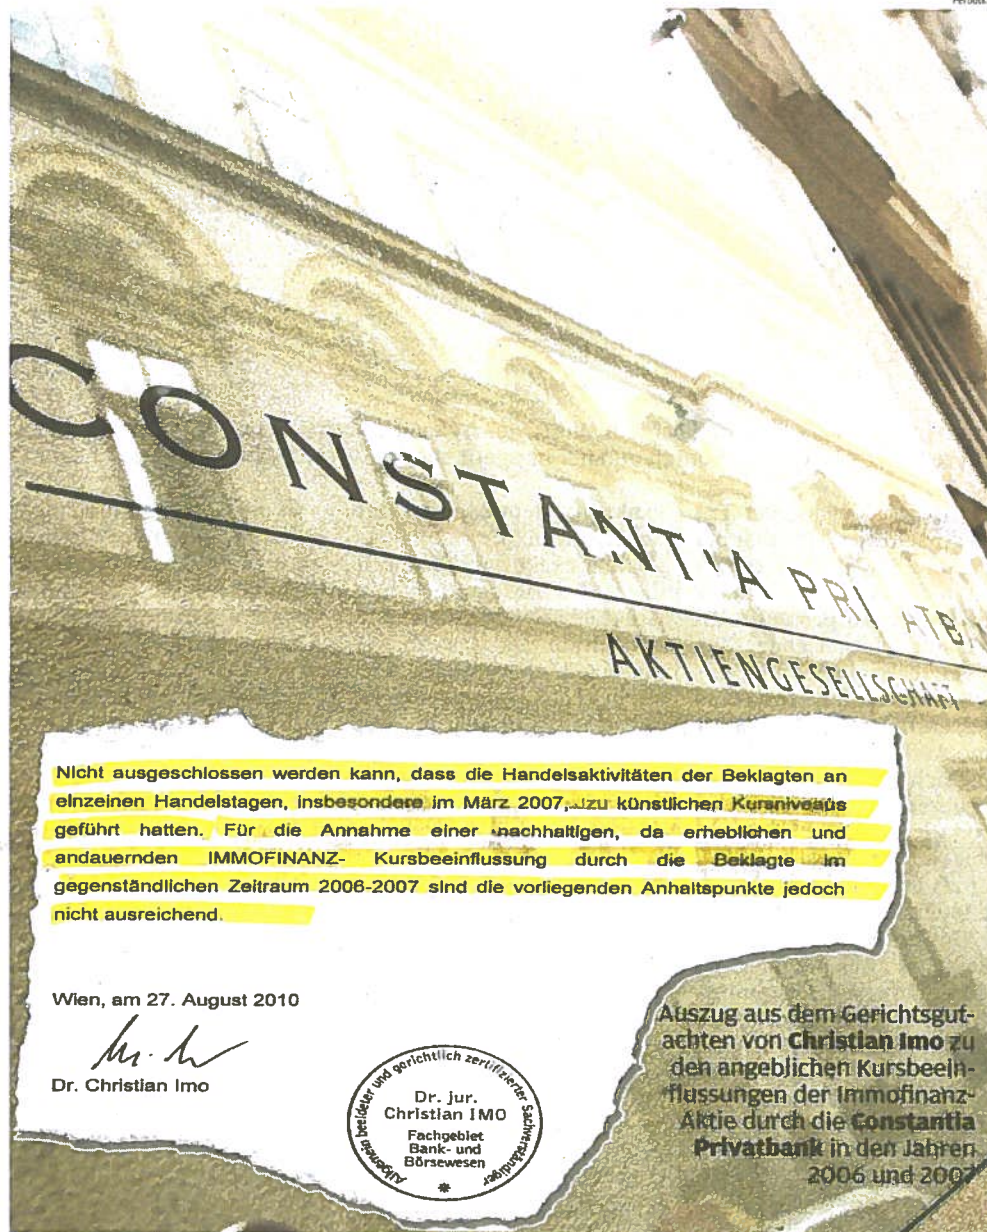 CONSTANTIA PRIVATBA
AKTIENGESELLSCHAFT
Nicht ausgeschlossen werden kann, dass die Handelsaktivitäten der Beklagten an
einzelnen Handelstagen, insbesondere im März 2007, zu künstlichen Kursniveaus
geführt hatten. Für die Annahme einer nachhaltigen, da erheblichen und
andauernden IMMOFINANZ- Kursbeeinflussung durch die Beklagte im
gegenständlichen Zeitraum 2006-2007 sind die vorliegenden Anhaltspunkte jedoch
nicht ausreichend.
Wien, am 27. August 2010
Dr. Christian Imo
Allgemein beeideter und gerichtlich zertifizierter Sachverständiger
Dr. jur.
Christian IMO
Fachgebiet
Bank- und
Börsewesen
Auszug aus dem Gerichtsgut-
achten von Christian Imo zu
den angeblichen Kursbeein-
flussungen der Immofinanz-
Aktie durch die Constantia
Privatbank in den Jahren
2006 und 2007